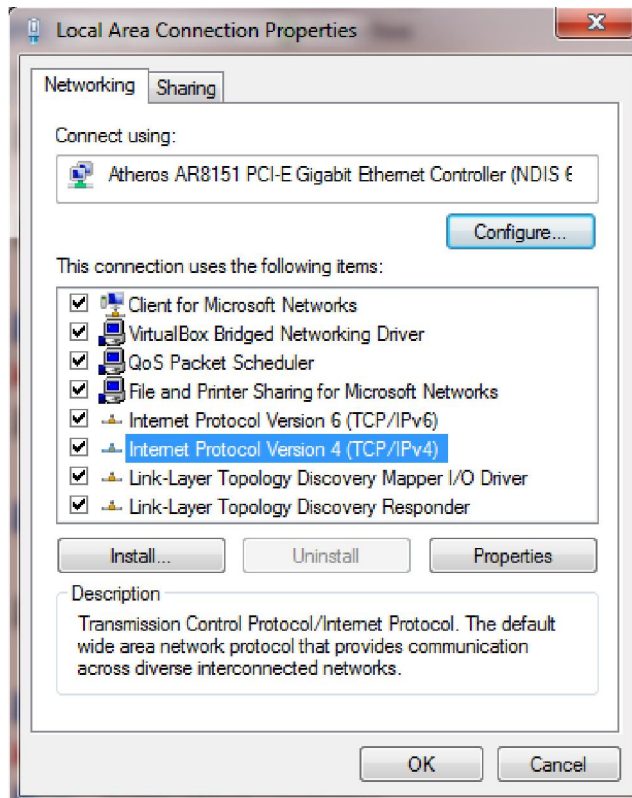 Local Area Connection Properties
Networking
Sharing
Connect using:
Atheros AR8151 PCI-E Gigabit Ethernet Controller (NDIS 6
Configure...
This connection uses the following items:
Client for Microsoft Networks
VirtualBox Bridged Networking Driver
QoS Packet Scheduler
File and Printer Sharing for Microsoft Networks
Internet Protocol Version 6 (TCP/IPv6)
Internet Protocol Version 4 (TCP/IPv4)
Link-Layer Topology Discovery Mapper I/O Driver
Link-Layer Topology Discovery Responder
Install...
Uninstall
Properties
Description
Transmission Control Protocol/Internet Protocol. The default
wide area network protocol that provides communication
across diverse interconnected networks.
OK
Cancel